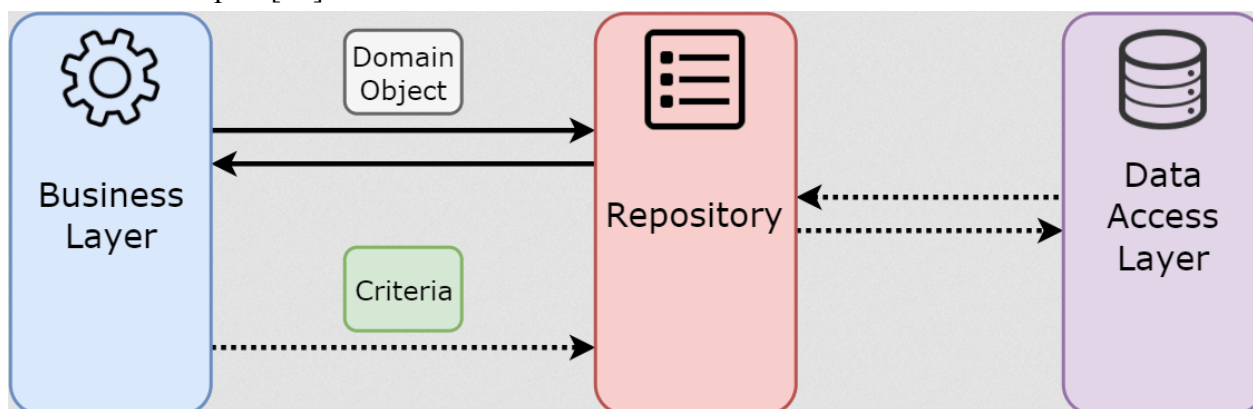 Domain
Object
Business
Layer
Repository
Data
Access
Layer
Criteria